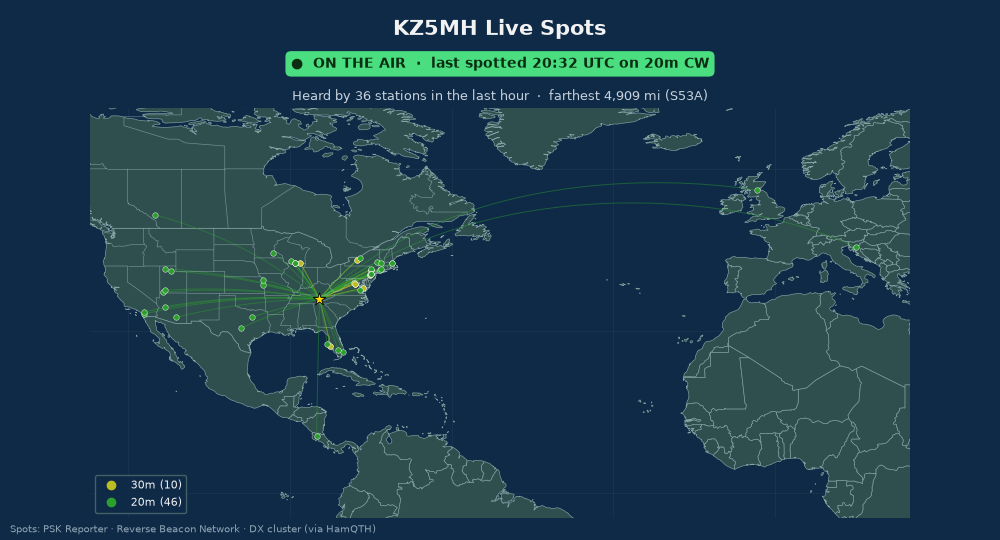 KZ5MH Live Spots
● ON THE AIR · last spotted 20:32 UTC on 20m CW
Heard by 36 stations in the last hour · farthest 4,909 mi (S53A)
30m (10)
20m (46)
Spots: PSK Reporter · Reverse Beacon Network · DX cluster (via HamQTH)